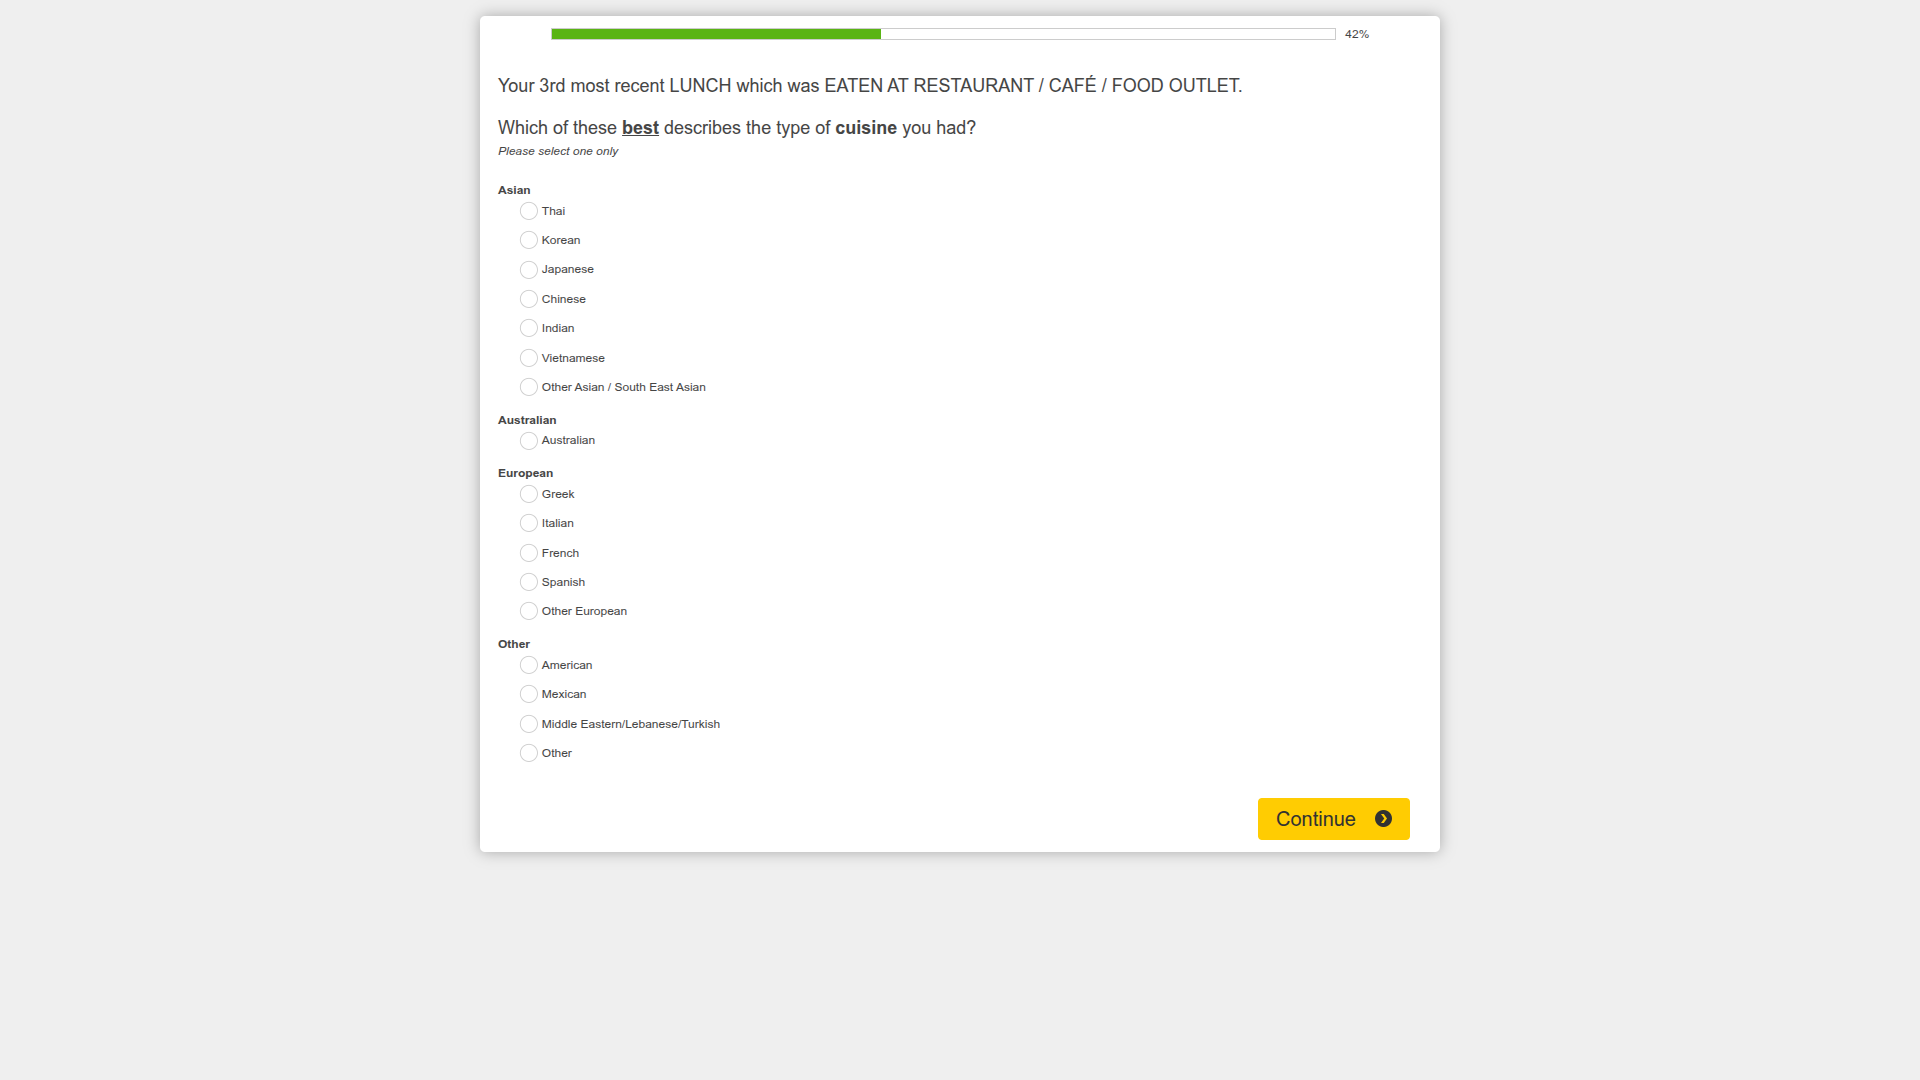 42%
Your 3rd most recent LUNCH which was EATEN AT RESTAURANT / CAFÉ / FOOD OUTLET.
Which of these best describes the type of cuisine you had?
Please select one only
Asian
Thai
Korean
Japanese
Chinese
Indian
Vietnamese
Other Asian / South East Asian
Australian
Australian
European
Greek
Italian
French
Spanish
Other European
Other
American
Mexican
Middle Eastern/Lebanese/Turkish
Other
Continue